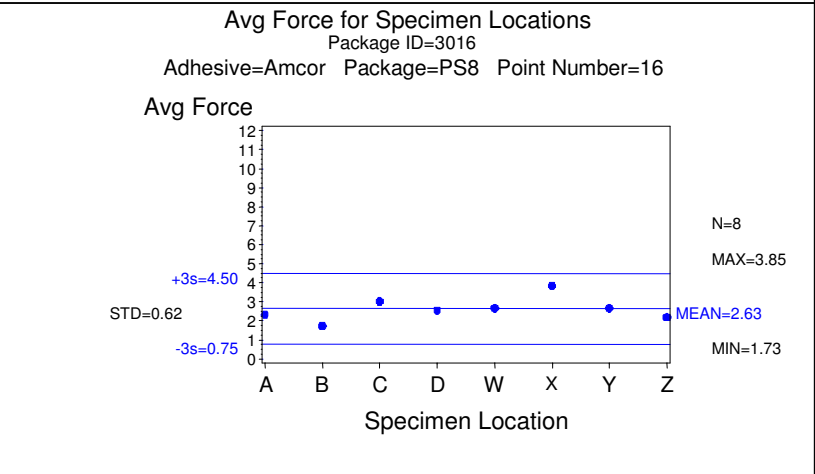 Avg Force for Specimen Locations
Package ID=3016
Adhesive=Amcor Package=PS8 Point Number=16
Avg Force
12
11
10
9
8
7
6
5
4
3
2
1
0
+3s=4.50
STD=0.62
-3s=0.75
N=8
MAX=3.85
MEAN=2.63
MIN=1.73
A B C D W X Y Z
Specimen Location